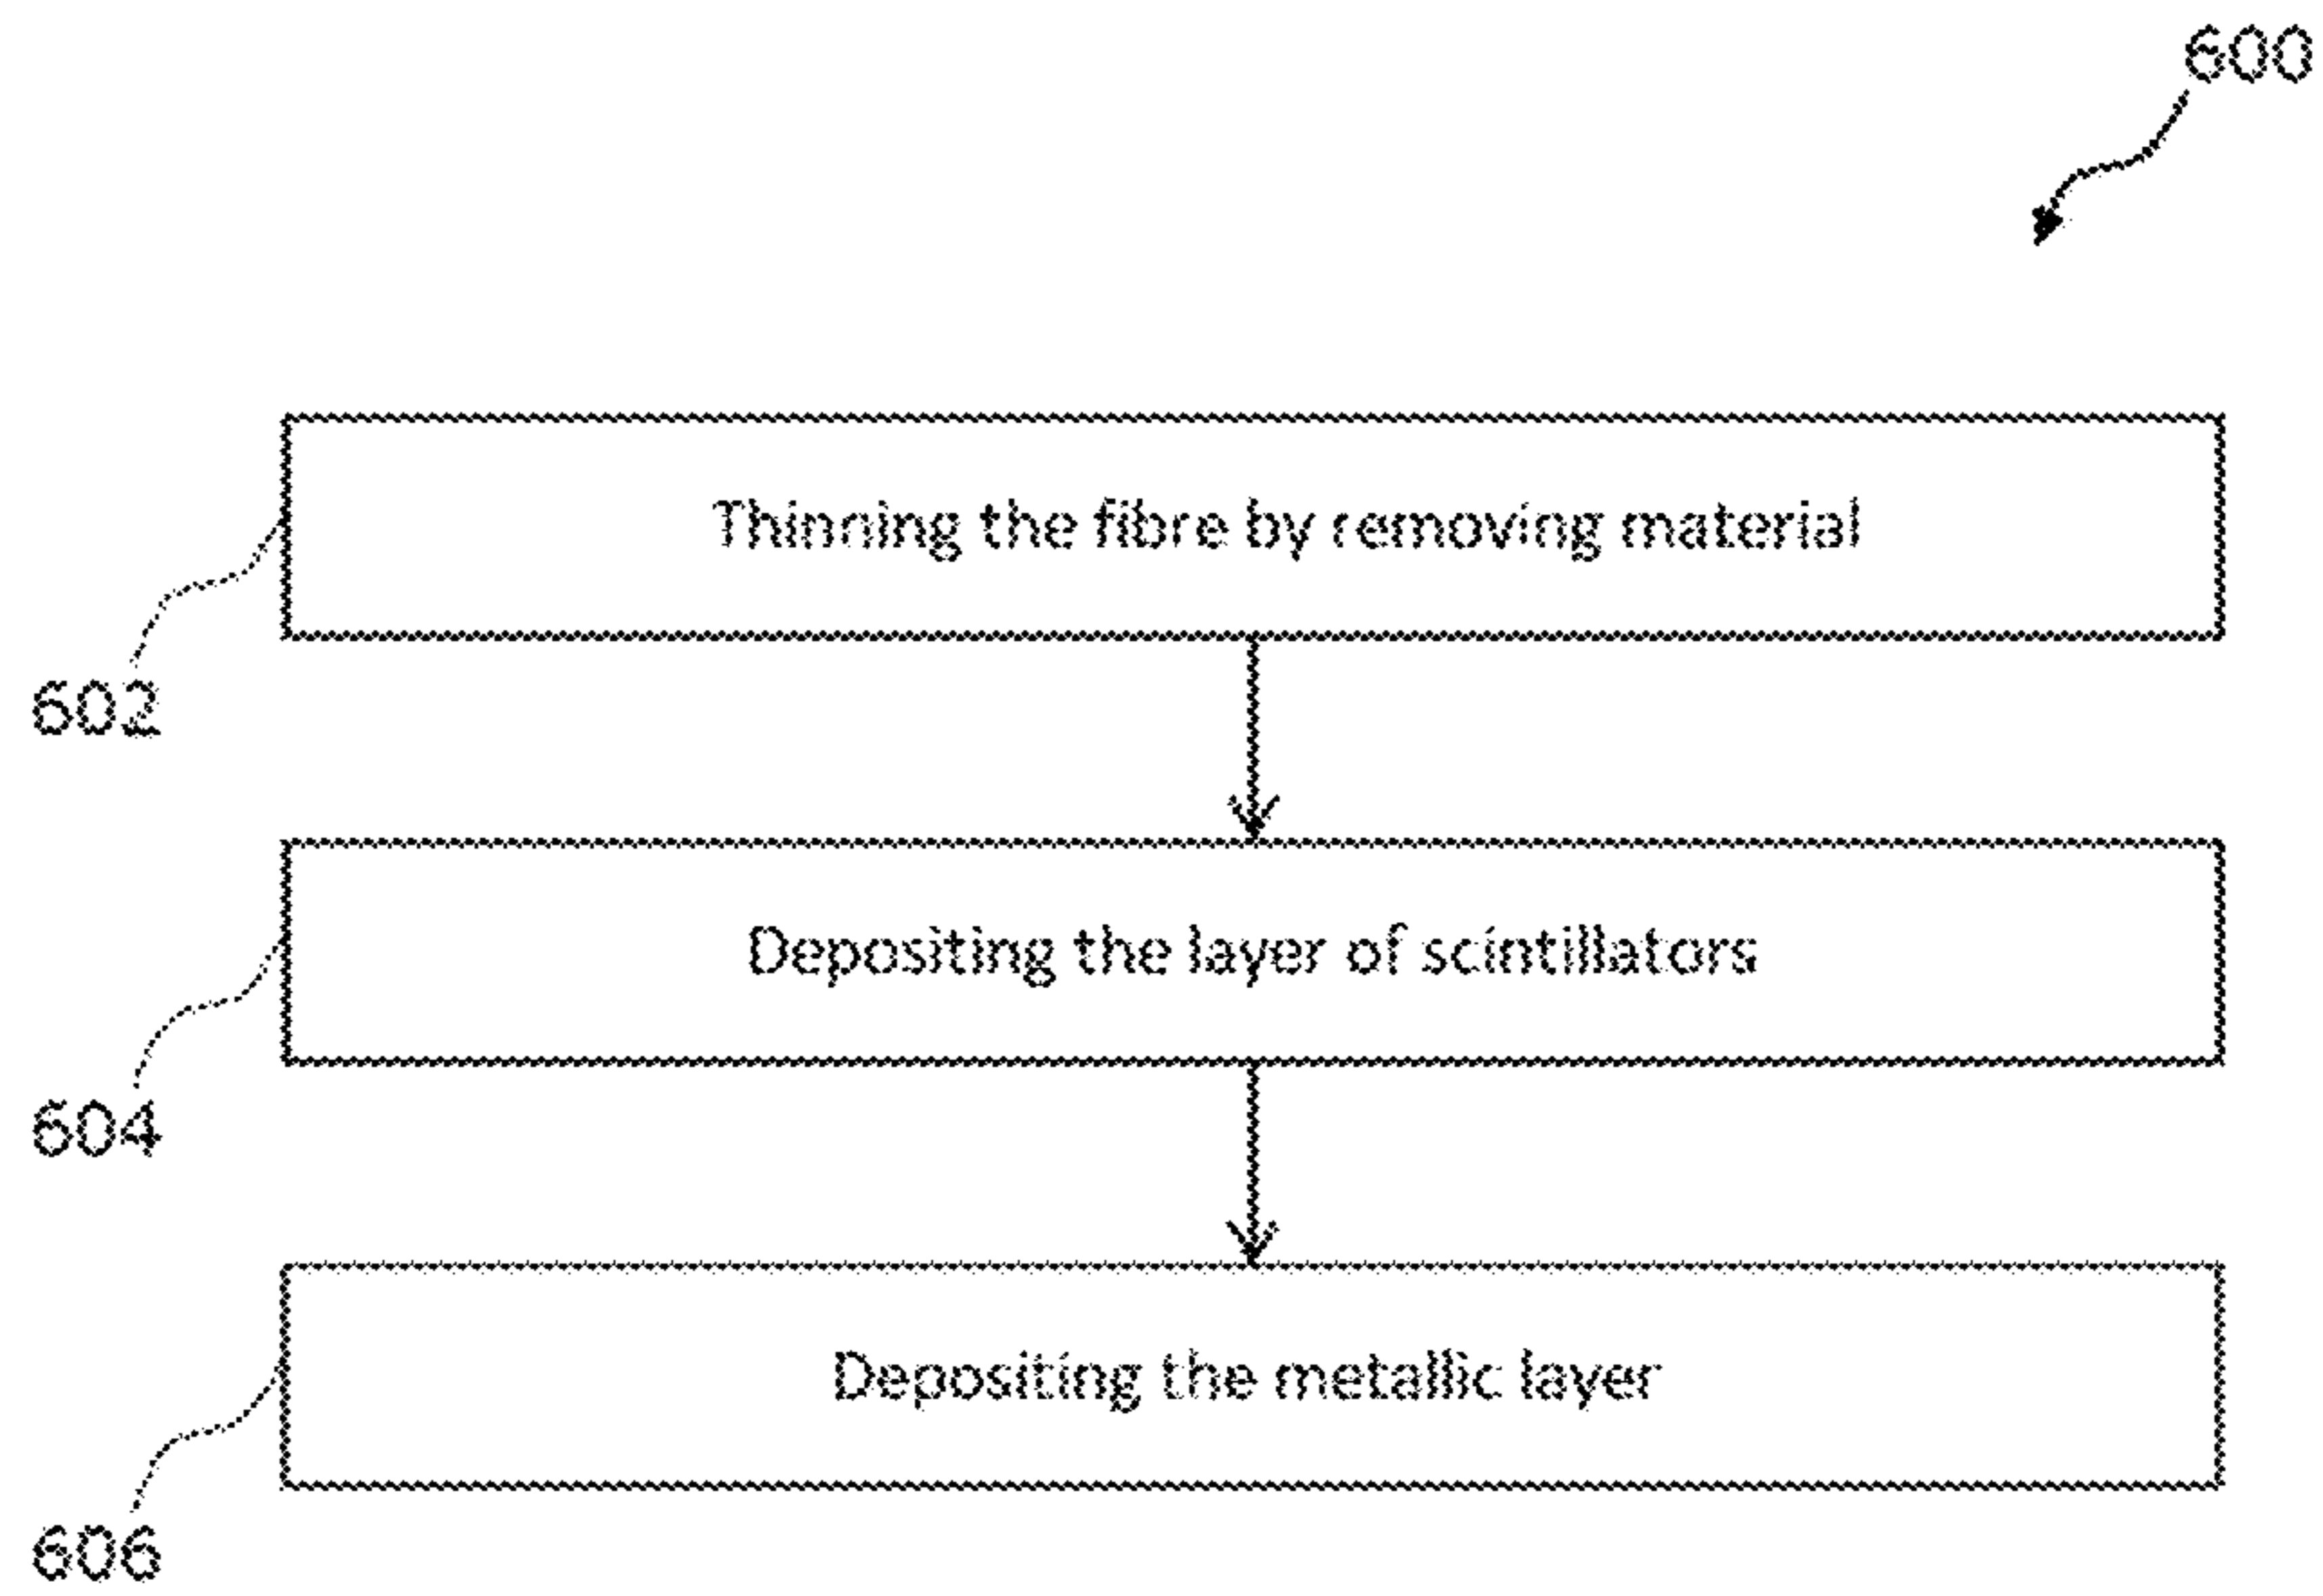 600
Thinning the fibre by removing material
602
Depositing the layer of scintillators
604
Depositing the metallic layer
606